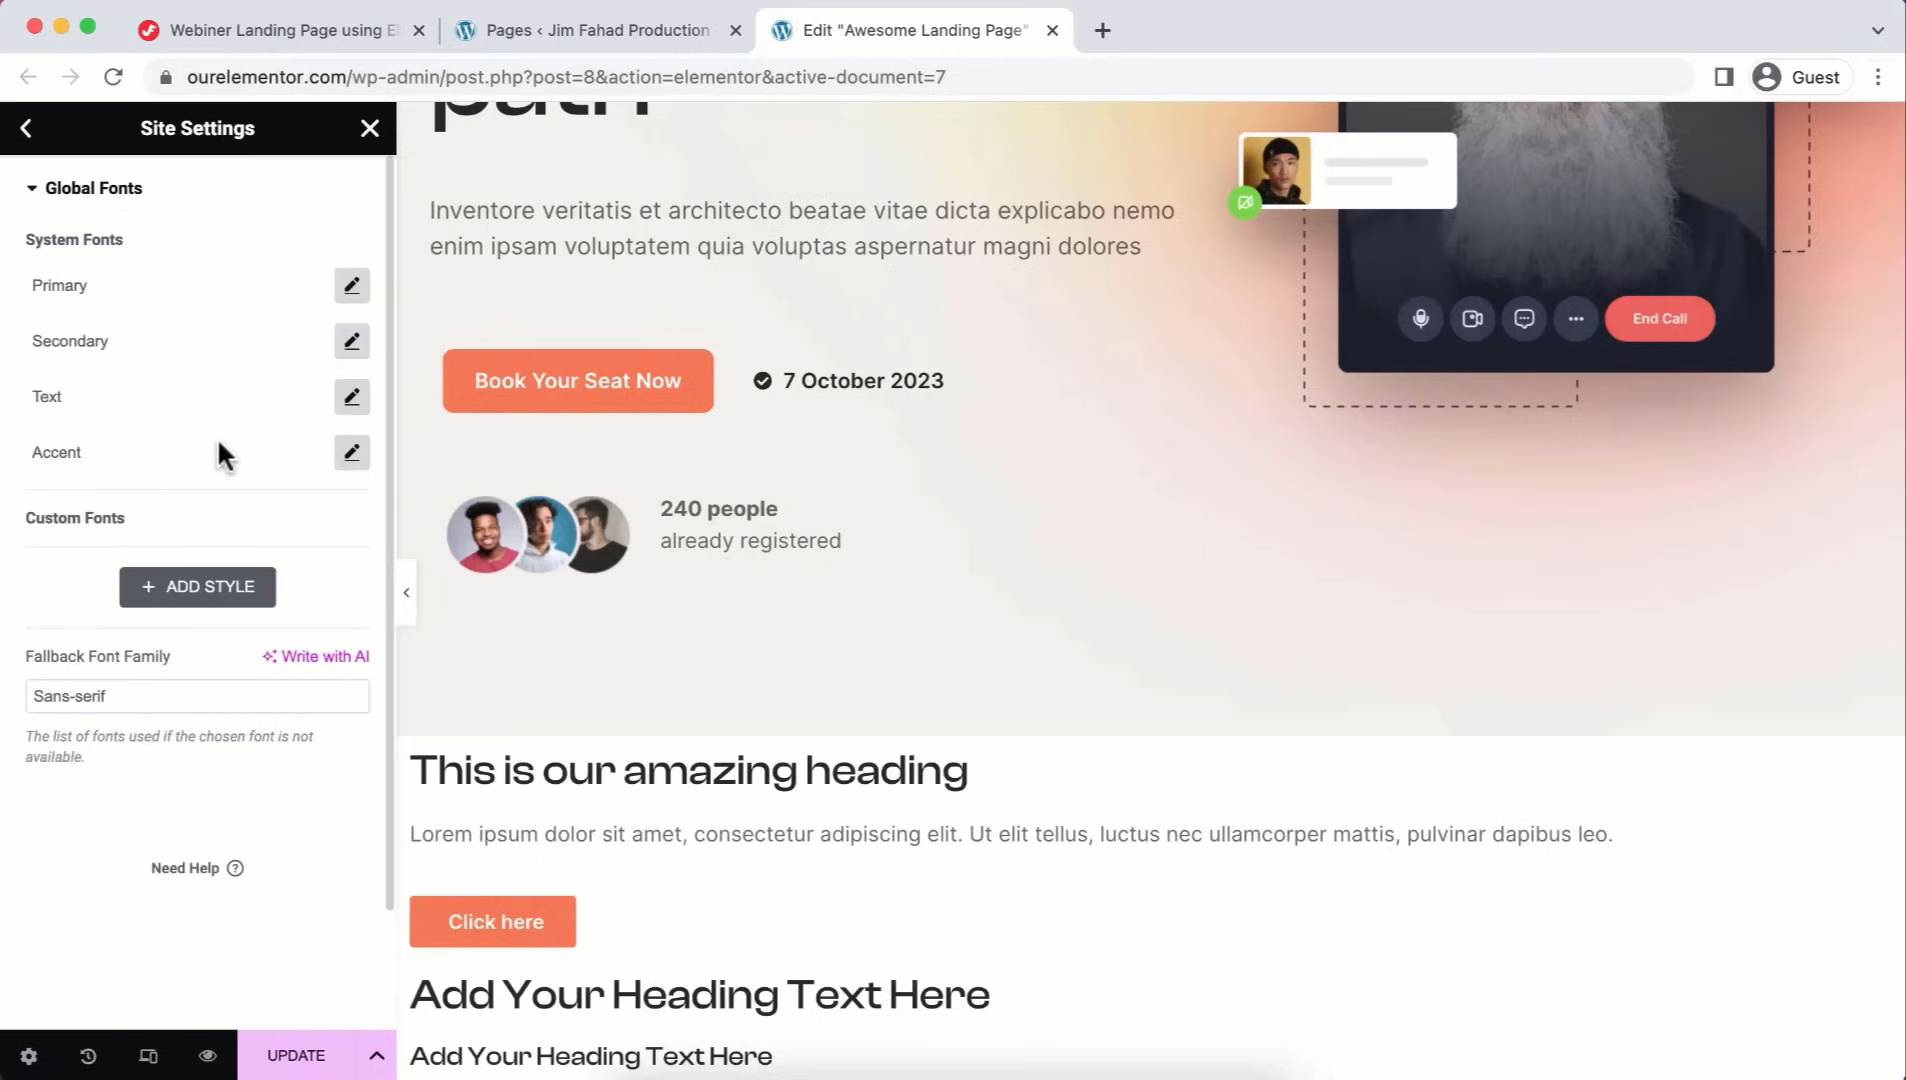 Webiner Landing Page using El
Pages ‹ Jim Fahad Production
Edit "Awesome Landing Page"
ourelementor.com/wp-admin/post.php?post=8&action=elementor&active-document=7
Guest
Site Settings
Global Fonts
System Fonts
Primary
Secondary
Text
Accent
Custom Fonts
+ ADD STYLE
Fallback Font Family
Write with AI
Sans-serif
The list of fonts used if the chosen font is not
available.
Need Help
UPDATE
path
Inventore veritatis et architecto beatae vitae dicta explicabo nemo
enim ipsam voluptatem quia voluptas aspernatur magni dolores
End Call
Book Your Seat Now
7 October 2023
240 people
already registered
This is our amazing heading
Lorem ipsum dolor sit amet, consectetur adipiscing elit. Ut elit tellus, luctus nec ullamcorper mattis, pulvinar dapibus leo.
Click here
Add Your Heading Text Here
Add Your Heading Text Here